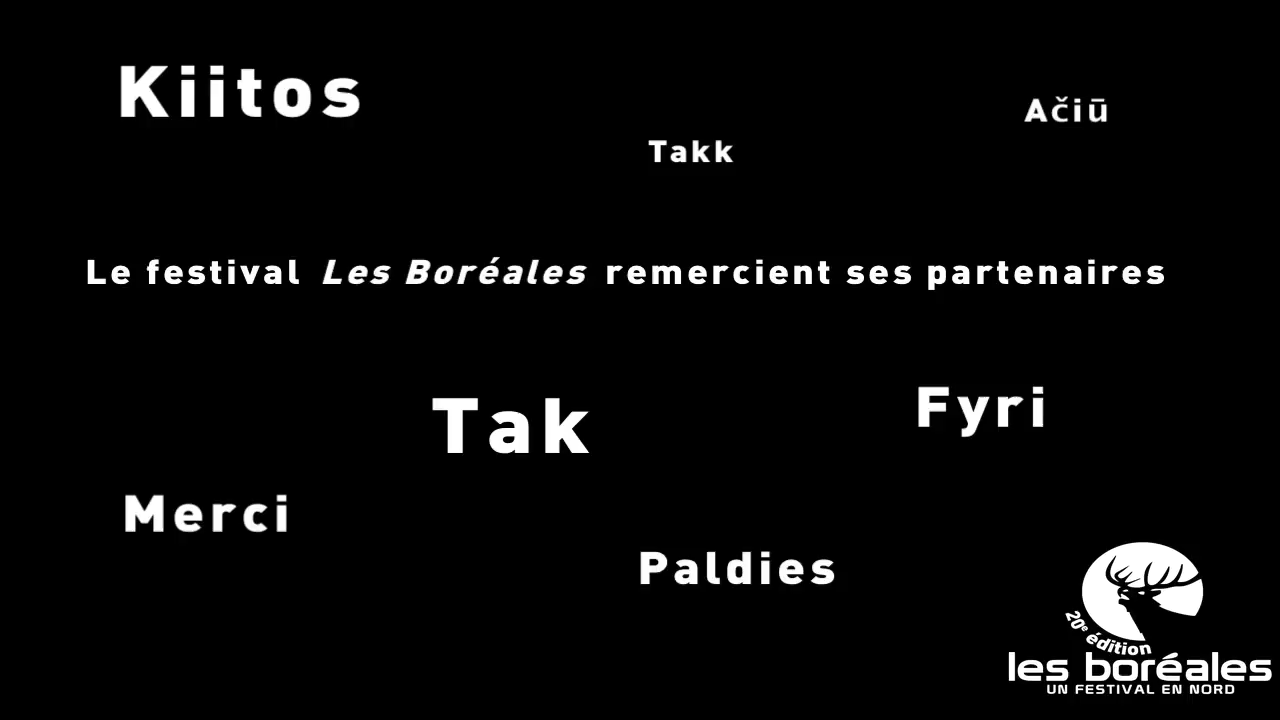 Kiitos
Ačiū
Takk
Le festival Les Boréales remercient ses partenaires
Tak
Fyri
Merci
Paldies
20e édition
les boréales
UN FESTIVAL EN NORD